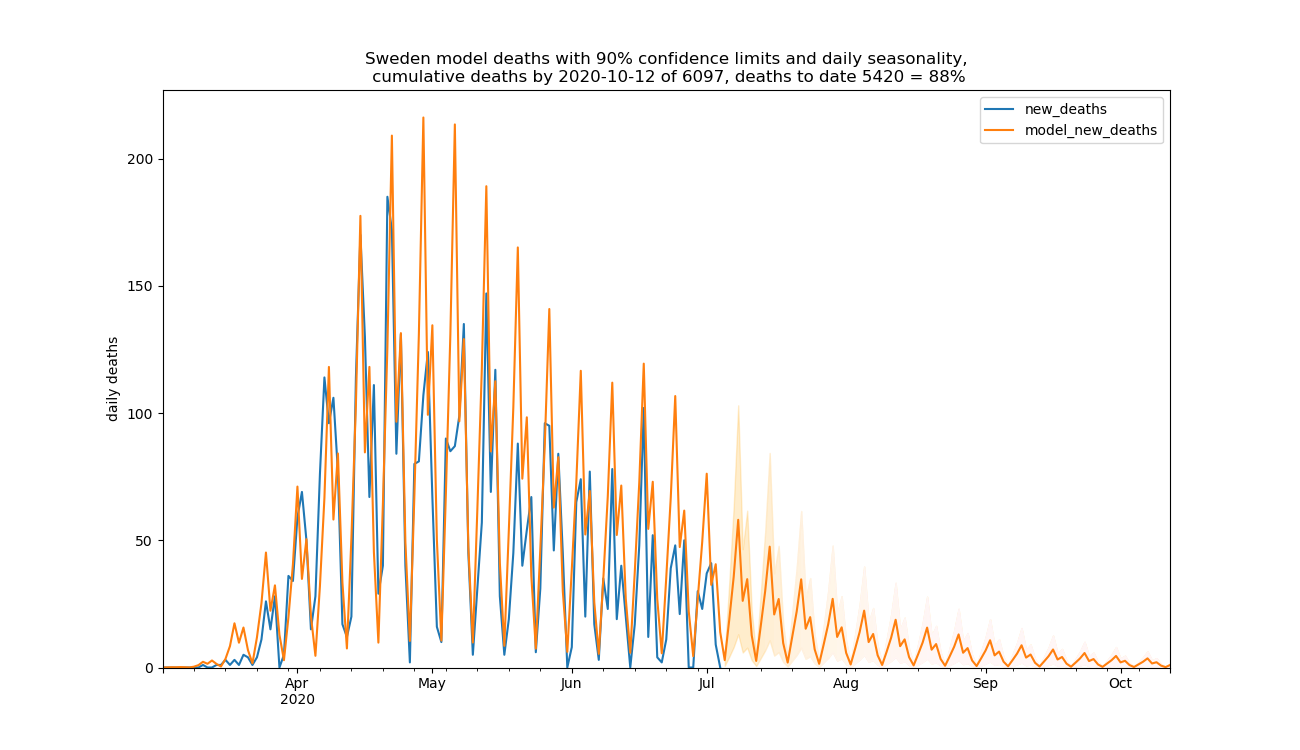 Sweden model deaths with 90% confidence limits and daily seasonality,
cumulative deaths by 2020-10-12 of 6097, deaths to date 5420 = 88%
new_deaths
model_new_deaths
daily deaths
200
150
100
50
0
Apr
2020
May
Jun
Jul
Aug
Sep
Oct